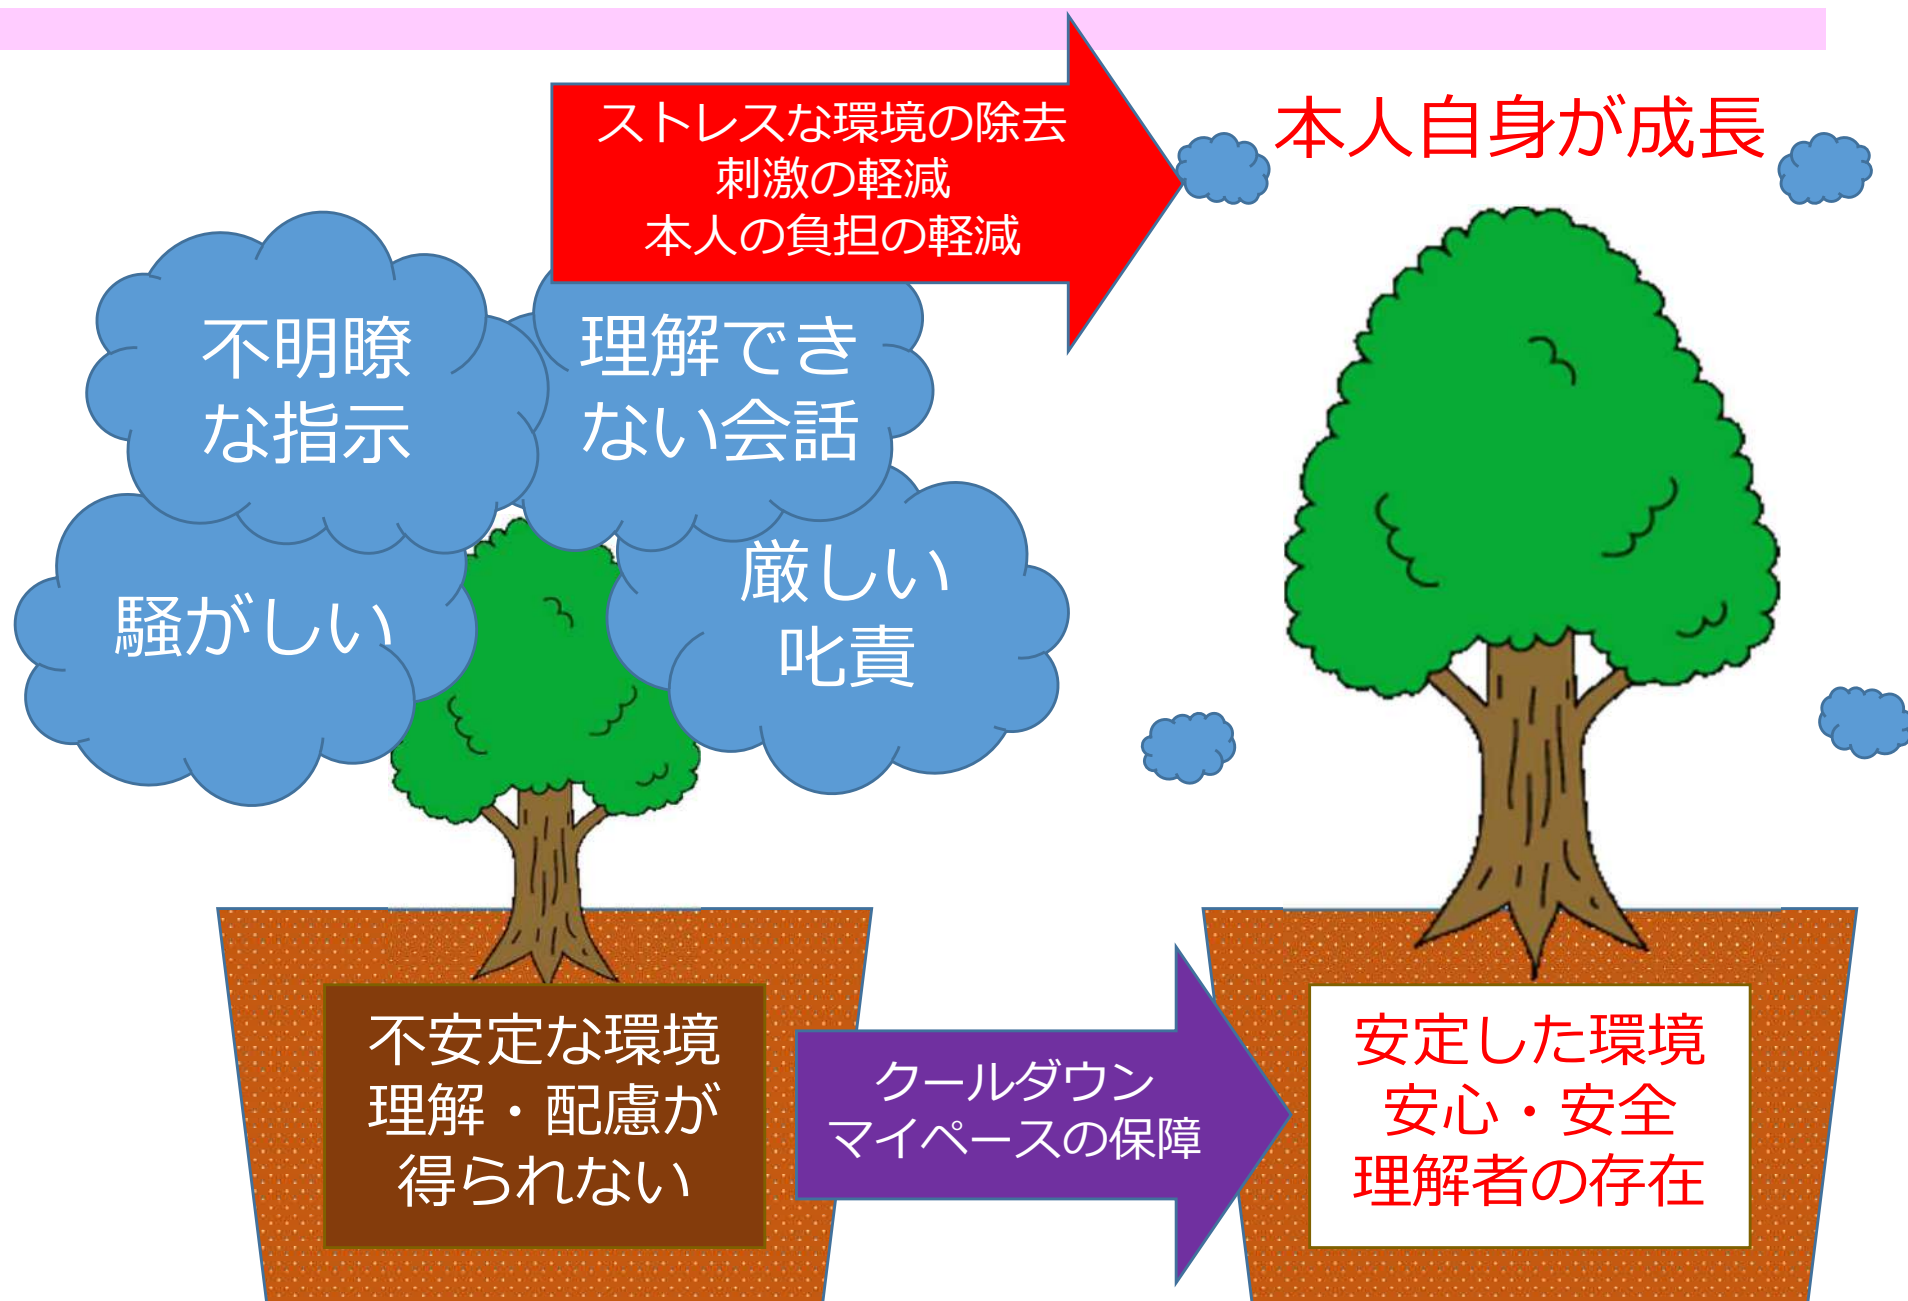 ストレスな環境の除去
刺激の軽減
本人の負担の軽減
本人自身が成長
不明瞭
な指示
理解でき
ない会話
騒がしい
厳しい
叱責
不安定な環境
理解・配慮が
得られない
クールダウン
マイペースの保障
安定した環境
安心・安全
理解者の存在